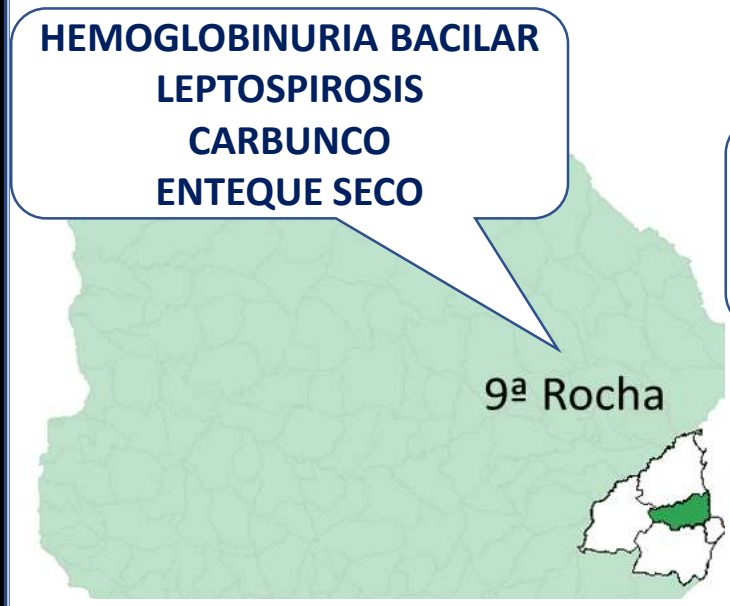 HEMOGLOBINURIA BACILAR
LEPTOSPIROSIS
CARBUNCO
ENTEQUE SECO
9ª Rocha